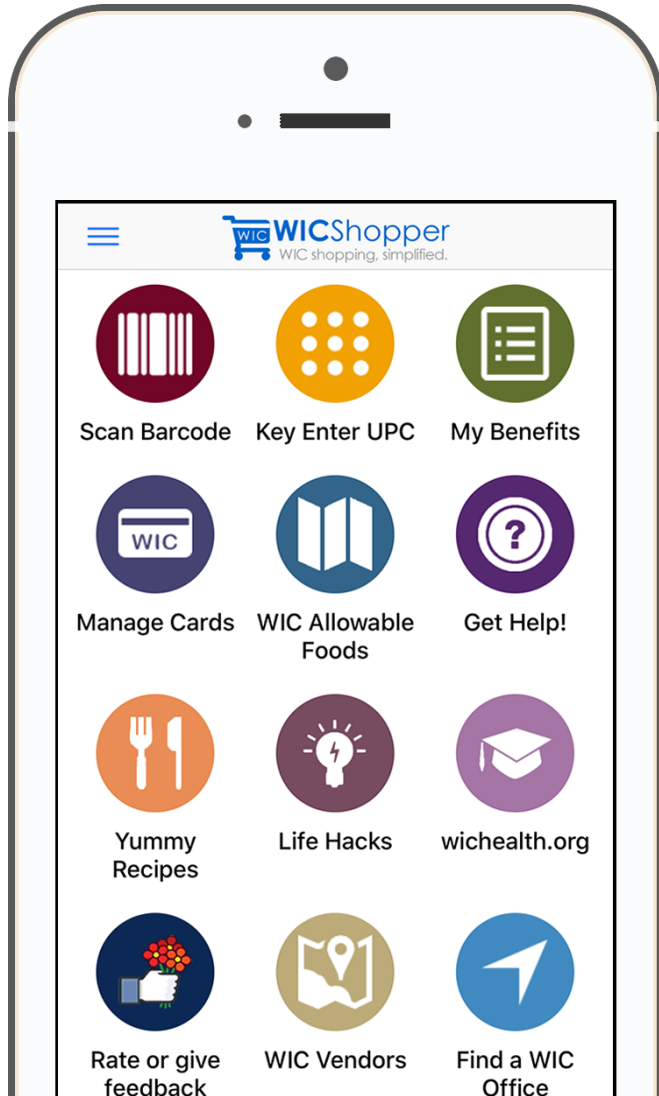 WIC WICShopper
WIC shopping, simplified.
Scan Barcode
Key Enter UPC
My Benefits
WIC
Manage Cards
WIC Allowable
Foods
?
Get Help!
Yummy
Recipes
Life Hacks
wichealth.org
Rate or give
feedback
WIC Vendors
Find a WIC
Office